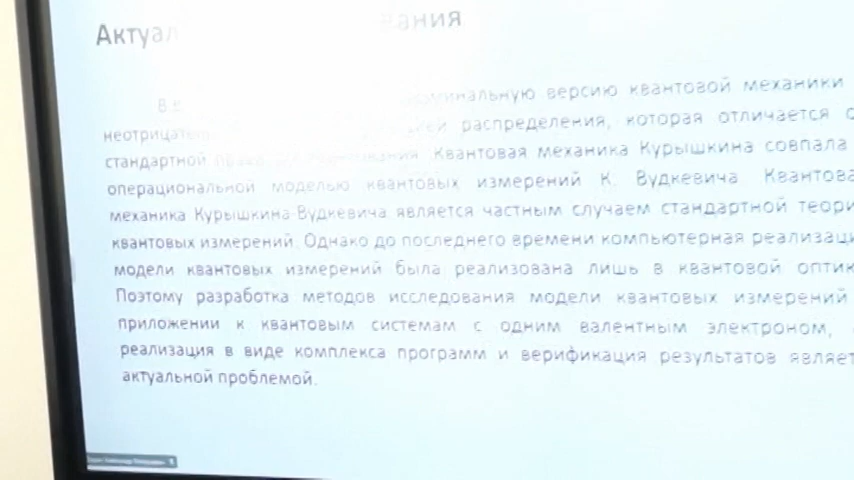 Актуал вания
В минальную версию квантовой механики
неотрицат ей распределения, которая отличается
стандартной Квантовая механика Курышкина совпала
операциональной моделью квантовых измерений К. Вудкевича. Квантова
механика Курышкина-Вудкевича является частным случаем стандартной теори
квантовых измерений. Однако до последнего времени компьютерная реализаци
модели квантовых измерений была реализована лишь в квантовой оптик
Поэтому разработка методов исследования модели квантовых измерений
приложении к квантовым системам с одним валентным электроном,
реализация в виде комплекса программ и верификация результатов являет
актуальной проблемой.